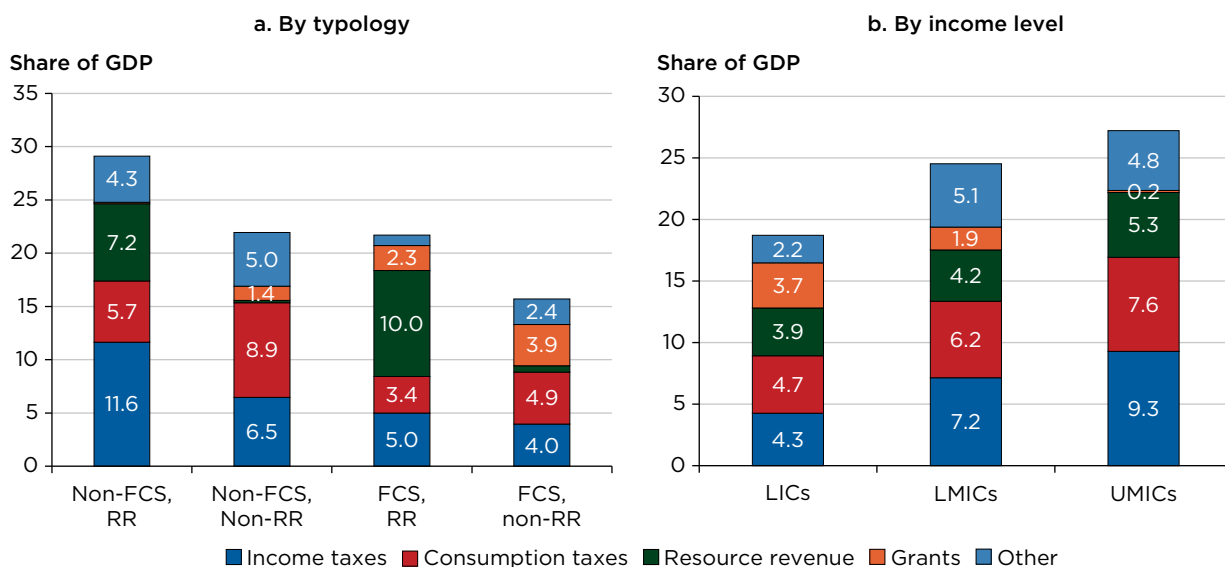 a. By typology
Share of GDP
35
30
25
20
15
10
5
0
4.3
7.2
5.7
11.6
5.0
1.4
8.9
6.5
2.3
10.0
3.4
5.0
2.4
3.9
4.9
4.0
Non-FCS,
RR
Non-FCS,
Non-RR
FCS,
RR
FCS,
non-RR
b. By income level
Share of GDP
30
25
20
15
10
5
0
2.2
3.7
3.9
4.7
4.3
5.1
1.9
4.2
6.2
7.2
4.8
0.2
5.3
7.6
9.3
LICs
LMICs
UMICs
Income taxes Consumption taxes Resource revenue Grants Other